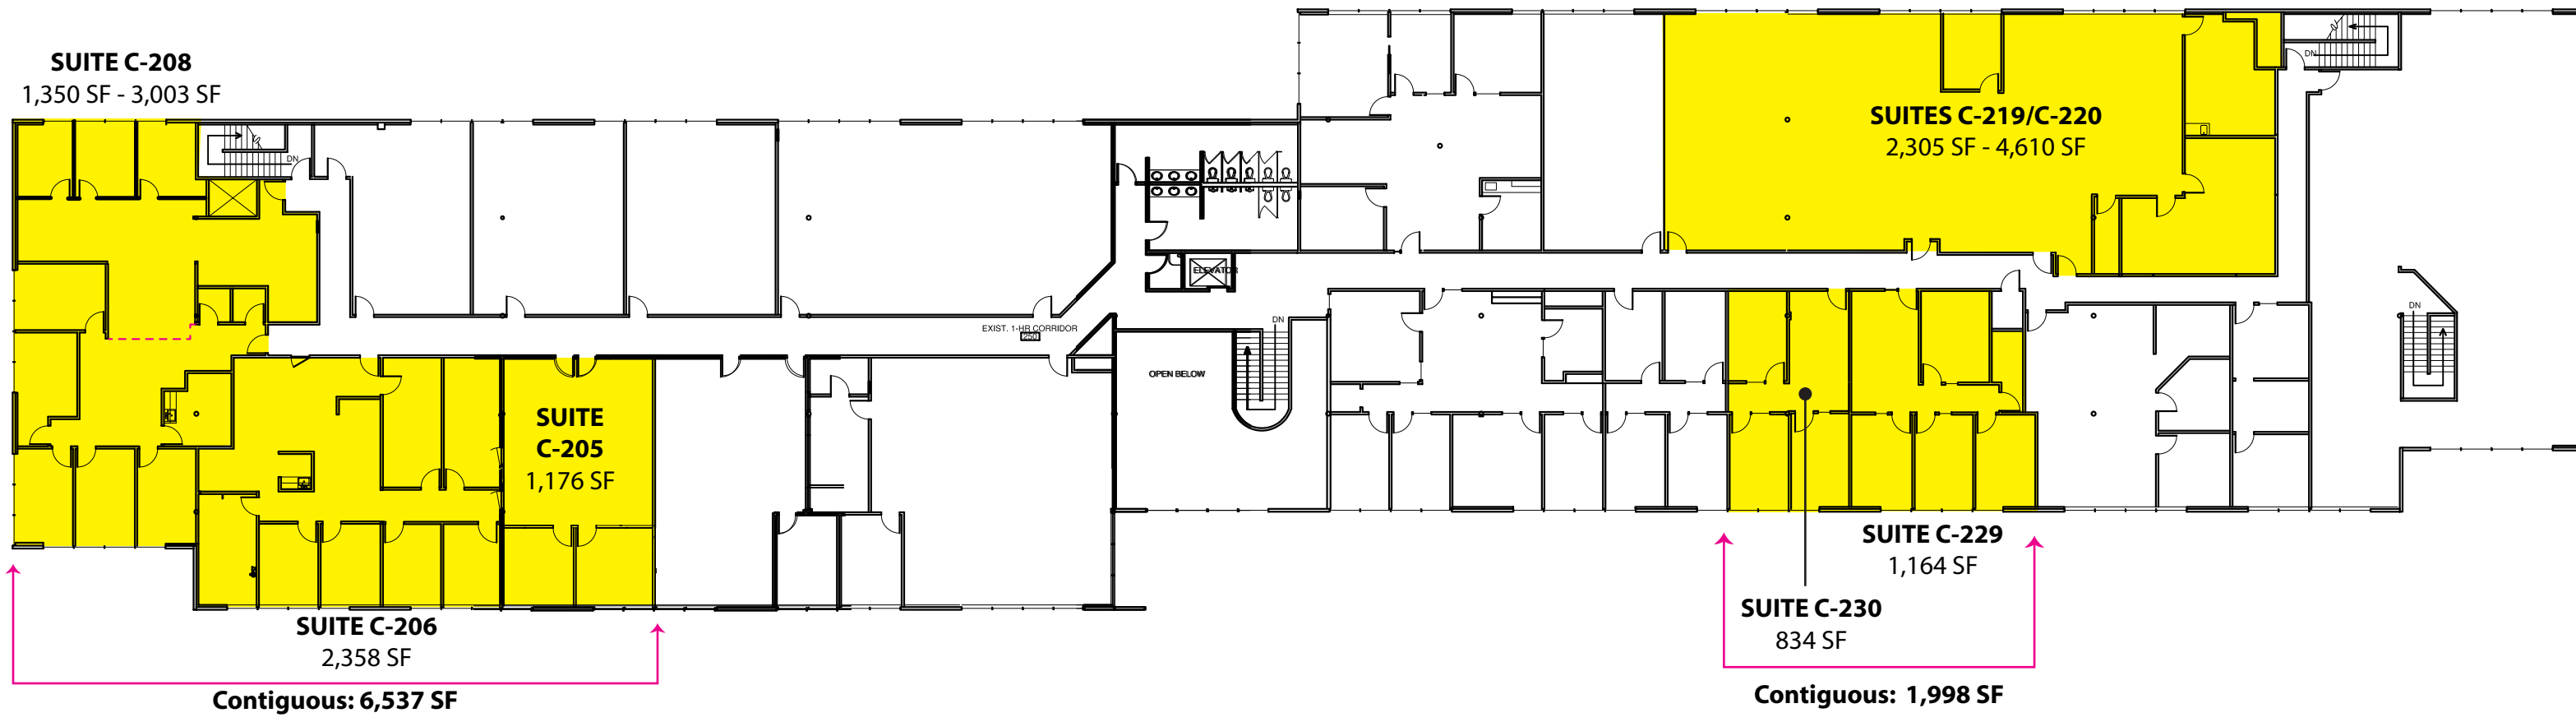 SUITE C-208
1,350 SF - 3,003 SF
DN
SUITES C-219/C-220
2,305 SF - 4,610 SF
DN
ELEVATOR
EXIST. 1-HR CORRIDOR
250
DN
OPEN BELOW
DN
SUITE
C-205
1,176 SF
SUITE C-206
2,358 SF
Contiguous: 6,537 SF
SUITE C-229
1,164 SF
SUITE C-230
834 SF
Contiguous: 1,998 SF